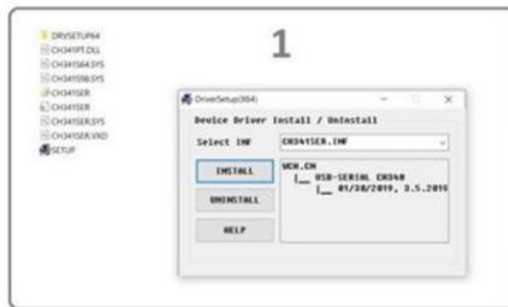 1
DRVSETUP64
CH341PT.DLL
CH341S64.SYS
CH341S98.SYS
CH341SER
CH341SER
CH341SER.SYS
CH341SER.VXD
SETUP
DriverSetup(X64)
Device Driver Install / UnInstall
Select INF
CH341SER.INF
INSTALL
UNINSTALL
HELP
WCH.CN
|__ USB-SERIAL CH340
|__ 01/30/2019, 3.5.2019